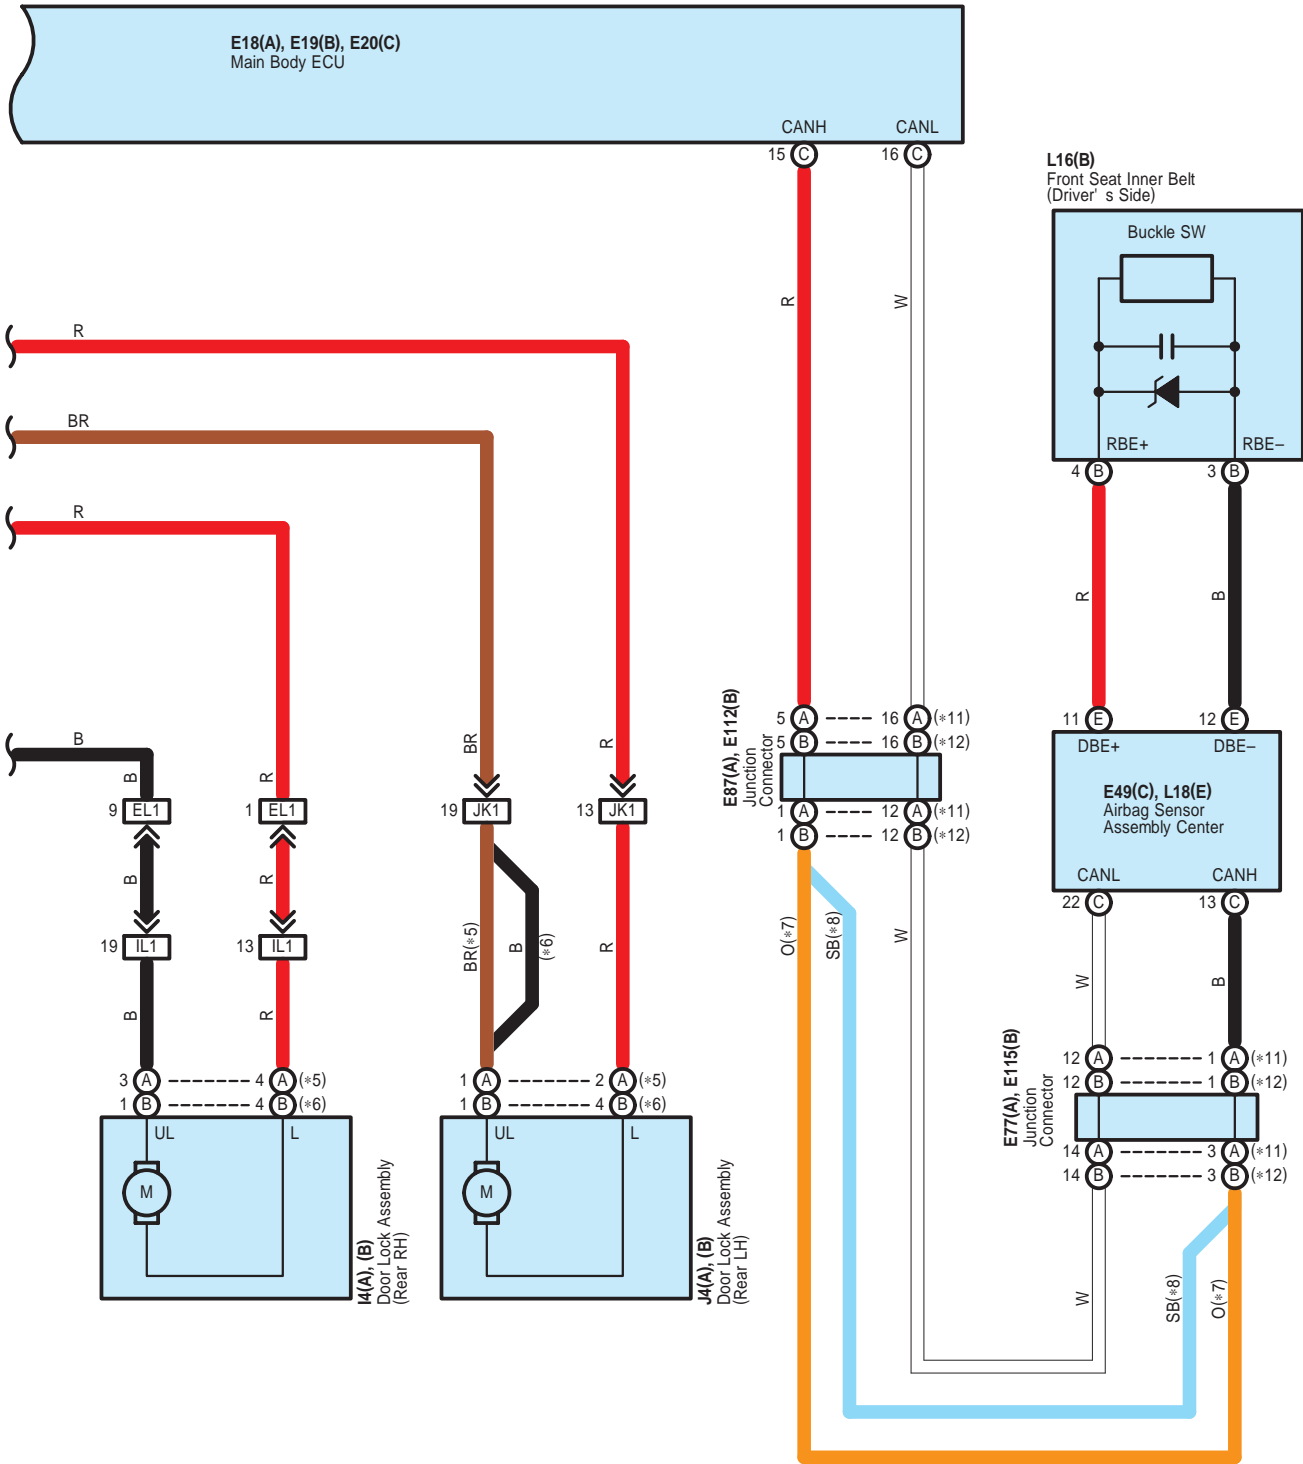 E18(A), E19(B), E20(C)
Main Body ECU
CANH
CANL
15 C
16 C
L16(B)
Front Seat Inner Belt
(Driver' s Side)
Buckle SW
RBE+
RBE–
4 B
3 B
R
W
R
BR
R
B
R
B
BR
R
B
R
9 EL1
1 EL1
19 JK1
13 JK1
E87(A), E112(B)
Junction
Connector
5 A
16 A (*11)
5 B
16 B (*12)
1 A
12 A (*11)
1 B
12 B (*12)
11 E
12 E
DBE+
DBE–
E49(C), L18(E)
Airbag Sensor
Assembly Center
CANL
CANH
22 C
13 C
B
R
BR(*5)
B
(*6)
R
O(*7)
SB(*8)
W
19 IL1
13 IL1
B
R
W
B
3 A
4 A (*5)
1 B
4 B (*6)
1 A
2 A (*5)
1 B
4 B (*6)
UL
L
UL
L
M
M
I4(A), (B)
Door Lock Assembly
(Rear RH)
J4(A), (B)
Door Lock Assembly
(Rear LH)
E77(A), E115(B)
Junction
Connector
12 A
1 A (*11)
12 B
1 B (*12)
14 A
3 A (*11)
14 B
3 B (*12)
W
SB(*8)
O(*7)